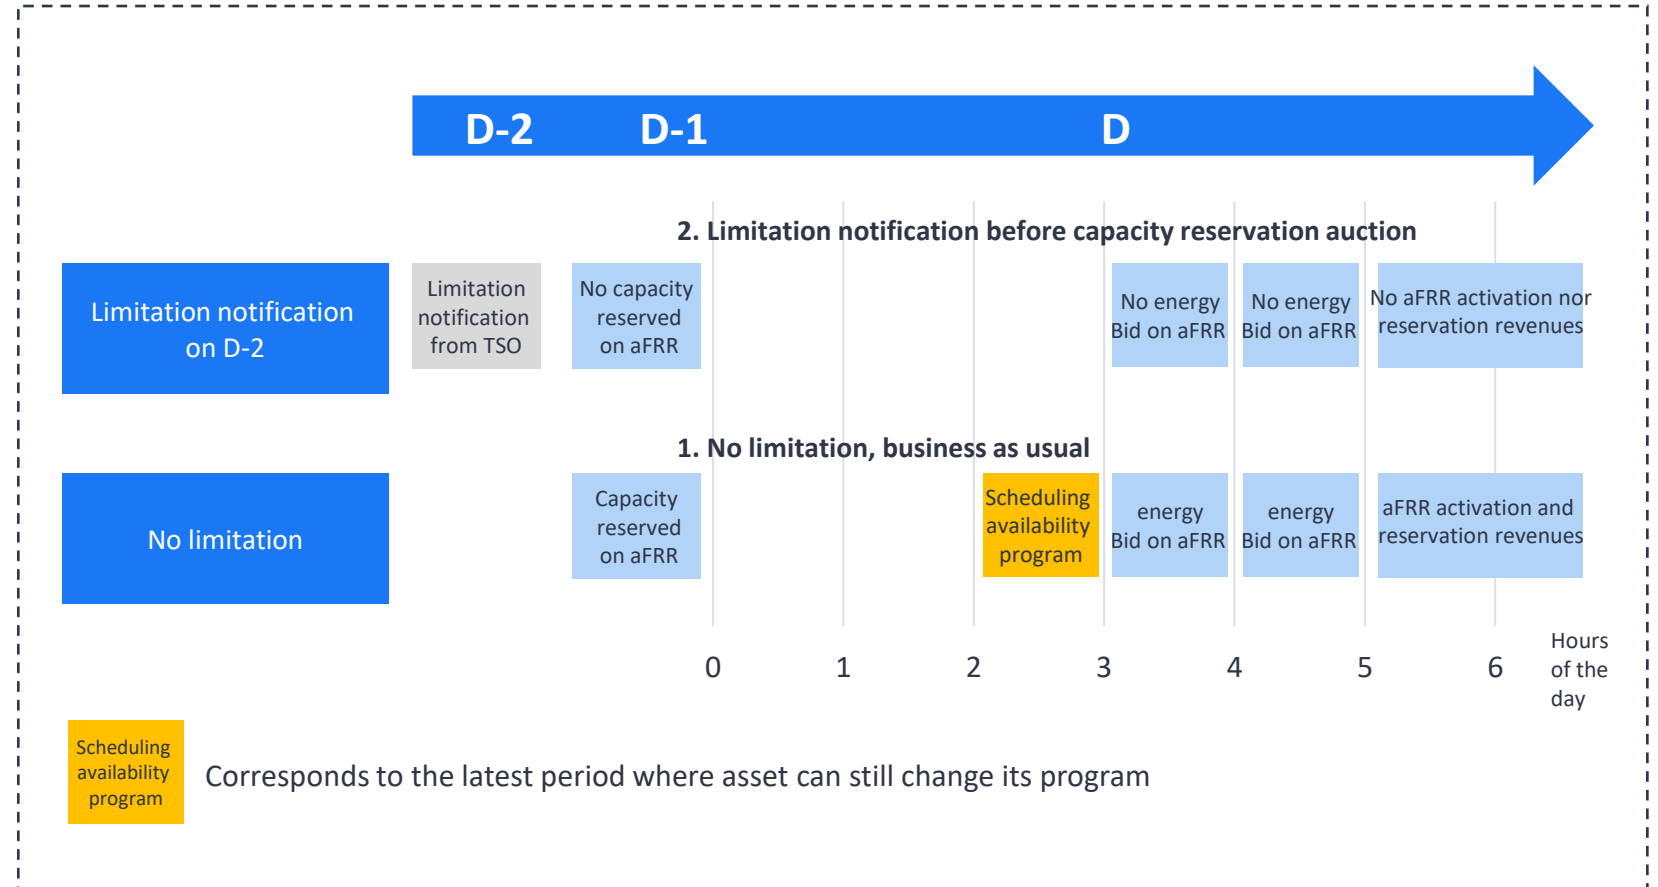 D-2 D-1 D
2. Limitation notification before capacity reservation auction
Limitation notification
on D-2
Limitation
notification
from TSO
No capacity
reserved
on aFRR
No energy
Bid on aFRR
No energy
Bid on aFRR
No aFRR activation nor
reservation revenues
1. No limitation, business as usual
No limitation
Capacity
reserved
on aFRR
Scheduling
availability
program
energy
Bid on aFRR
energy
Bid on aFRR
aFRR activation and
reservation revenues
0 1 2 3 4 5 6
Hours
of the
day
Scheduling
availability
program
Corresponds to the latest period where asset can still change its program